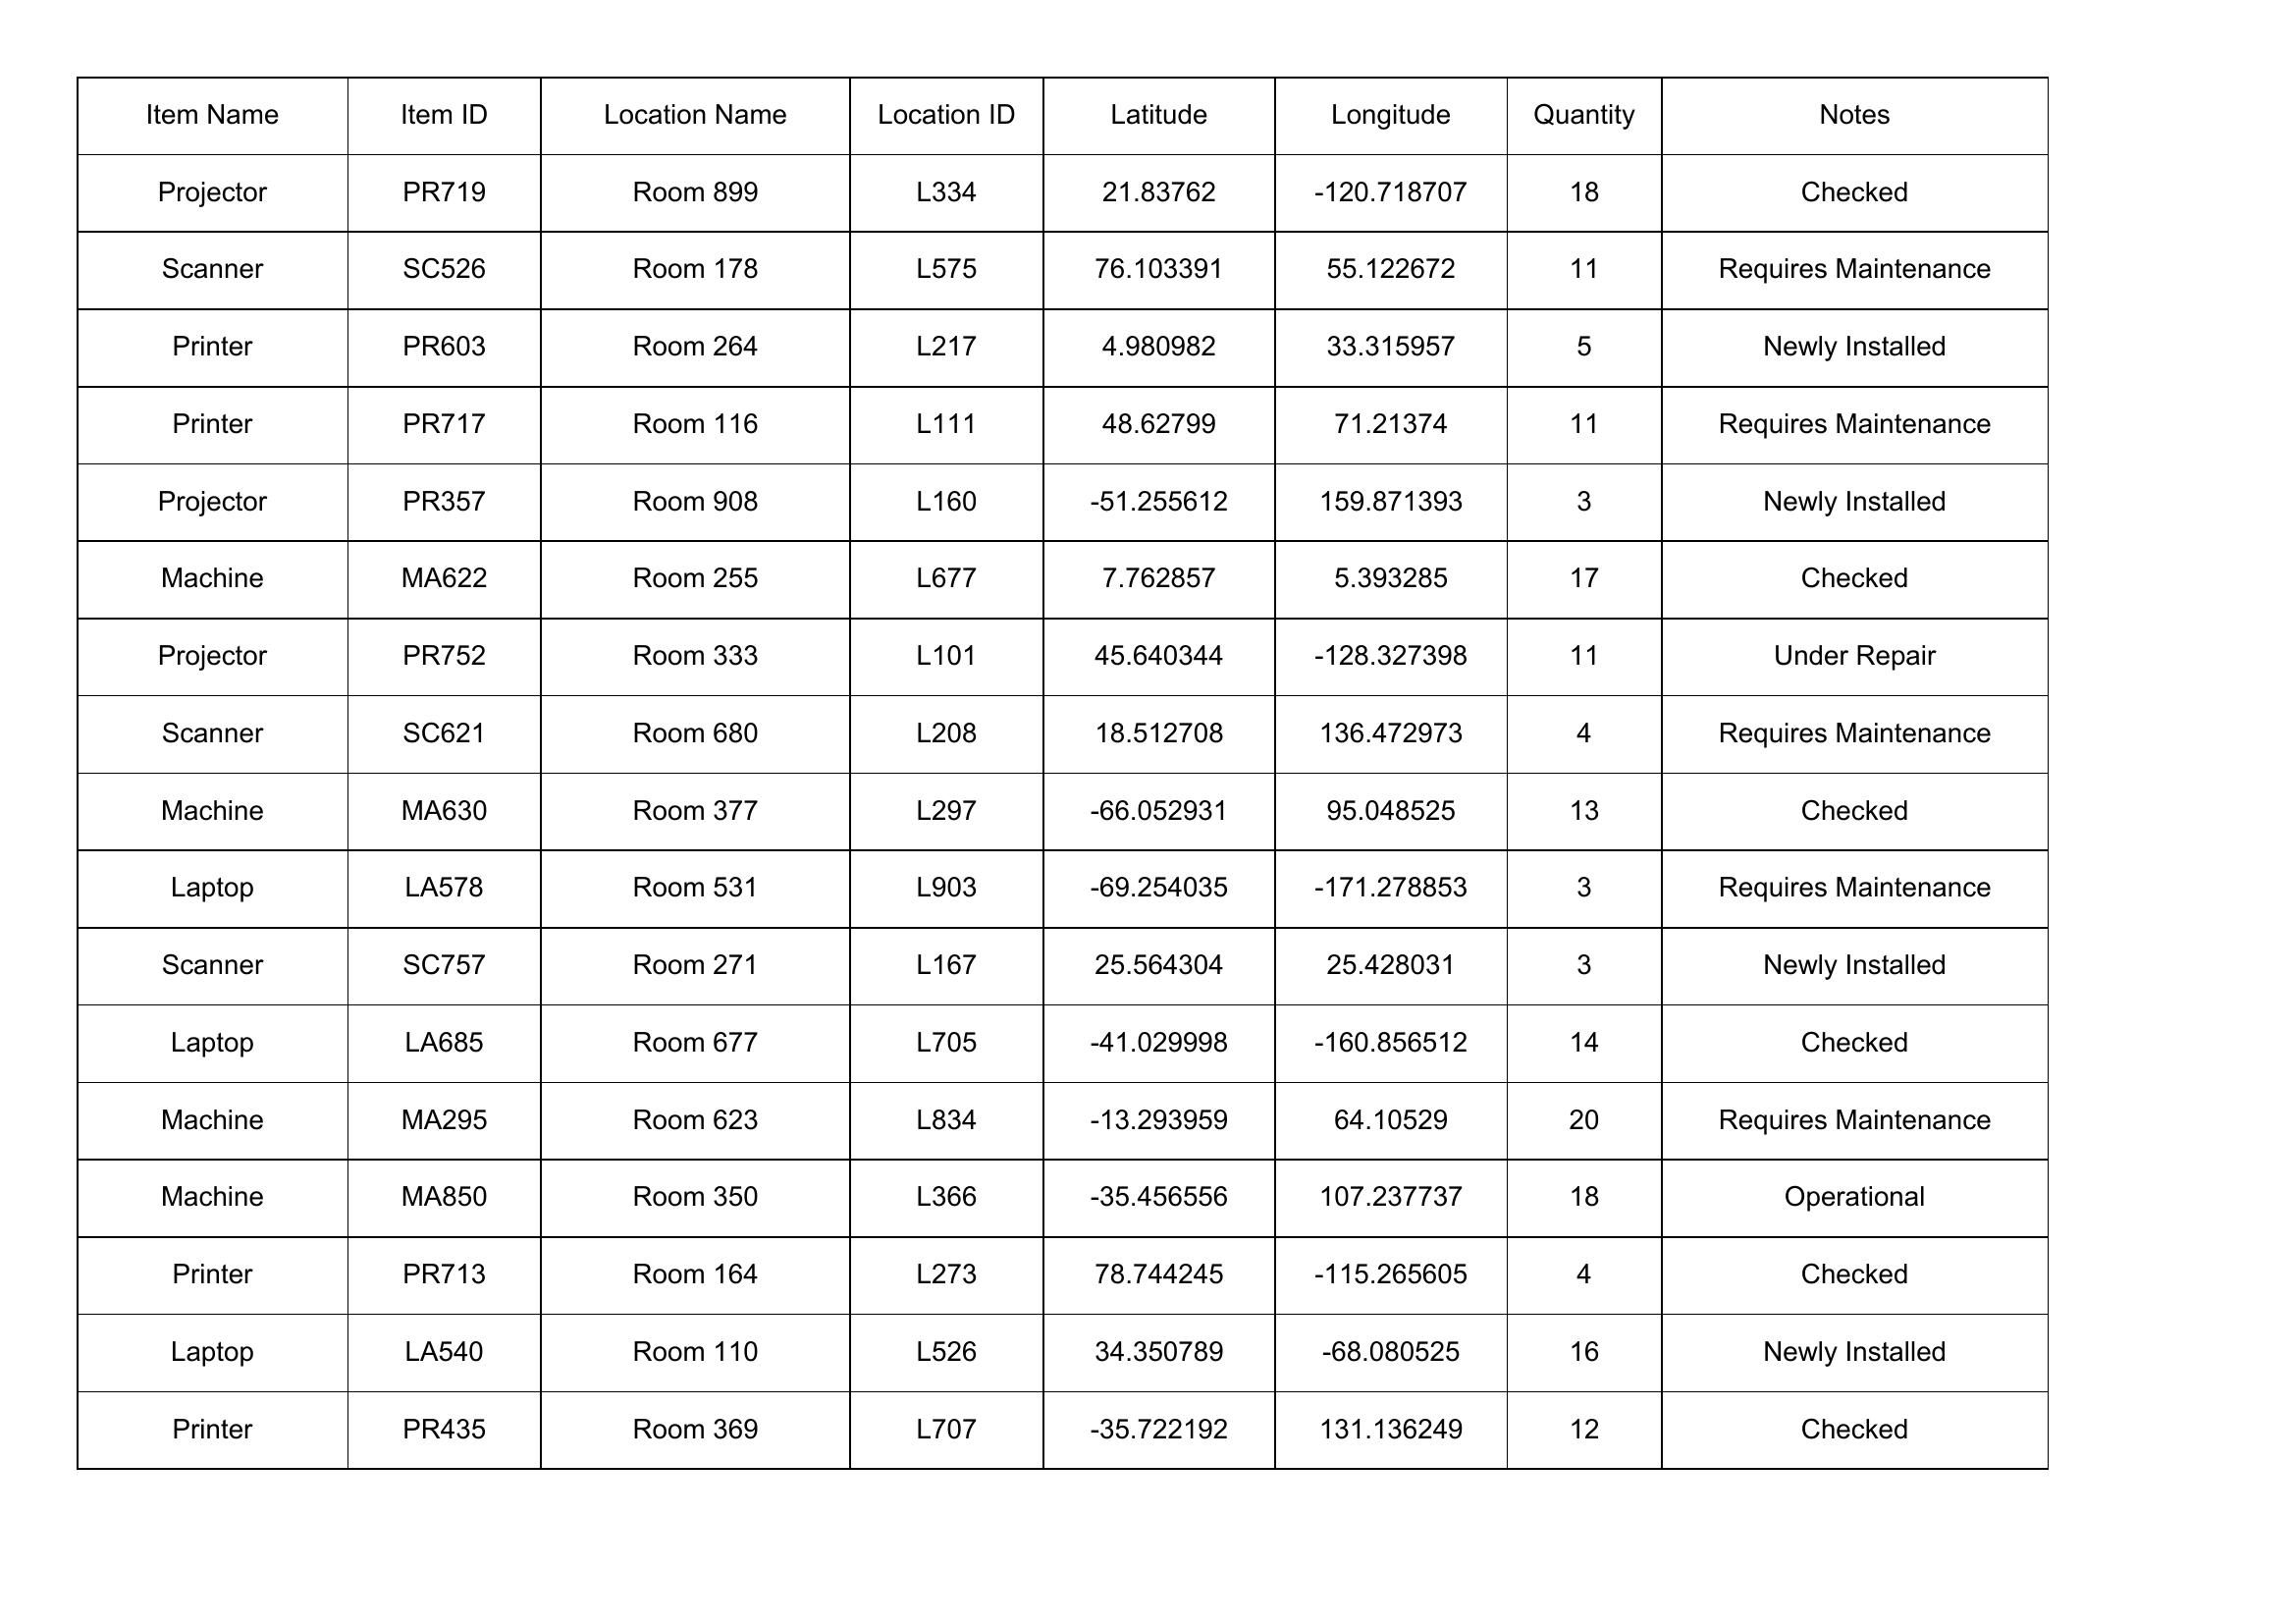 Item Name Item ID Location Name Location ID Latitude Longitude Quantity Notes
Projector PR719 Room 899 L334 21.83762 -120.718707 18 Checked
Scanner SC526 Room 178 L575 76.103391 55.122672 11 Requires Maintenance
Printer PR603 Room 264 L217 4.980982 33.315957 5 Newly Installed
Printer PR717 Room 116 L111 48.62799 71.21374 11 Requires Maintenance
Projector PR357 Room 908 L160 -51.255612 159.871393 3 Newly Installed
Machine MA622 Room 255 L677 7.762857 5.393285 17 Checked
Projector PR752 Room 333 L101 45.640344 -128.327398 11 Under Repair
Scanner SC621 Room 680 L208 18.512708 136.472973 4 Requires Maintenance
Machine MA630 Room 377 L297 -66.052931 95.048525 13 Checked
Laptop LA578 Room 531 L903 -69.254035 -171.278853 3 Requires Maintenance
Scanner SC757 Room 271 L167 25.564304 25.428031 3 Newly Installed
Laptop LA685 Room 677 L705 -41.029998 -160.856512 14 Checked
Machine MA295 Room 623 L834 -13.293959 64.10529 20 Requires Maintenance
Machine MA850 Room 350 L366 -35.456556 107.237737 18 Operational
Printer PR713 Room 164 L273 78.744245 -115.265605 4 Checked
Laptop LA540 Room 110 L526 34.350789 -68.080525 16 Newly Installed
Printer PR435 Room 369 L707 -35.722192 131.136249 12 Checked